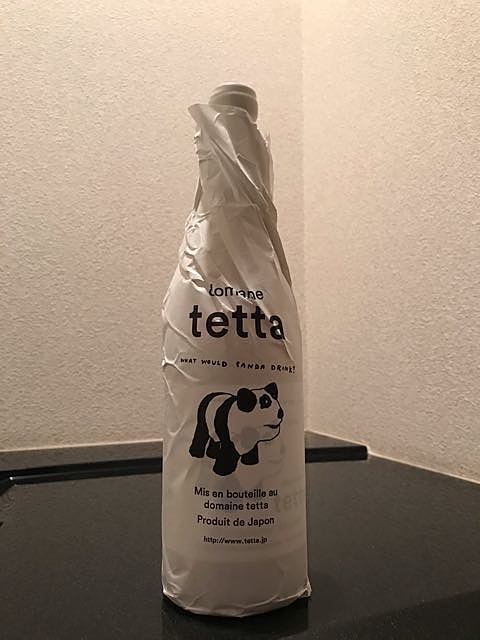 domaine
tetta
WHAT WOULD PANDA DRINK?
Mis en bouteille au
domaine tetta
Produit de Japon
http://www.tetta.jp